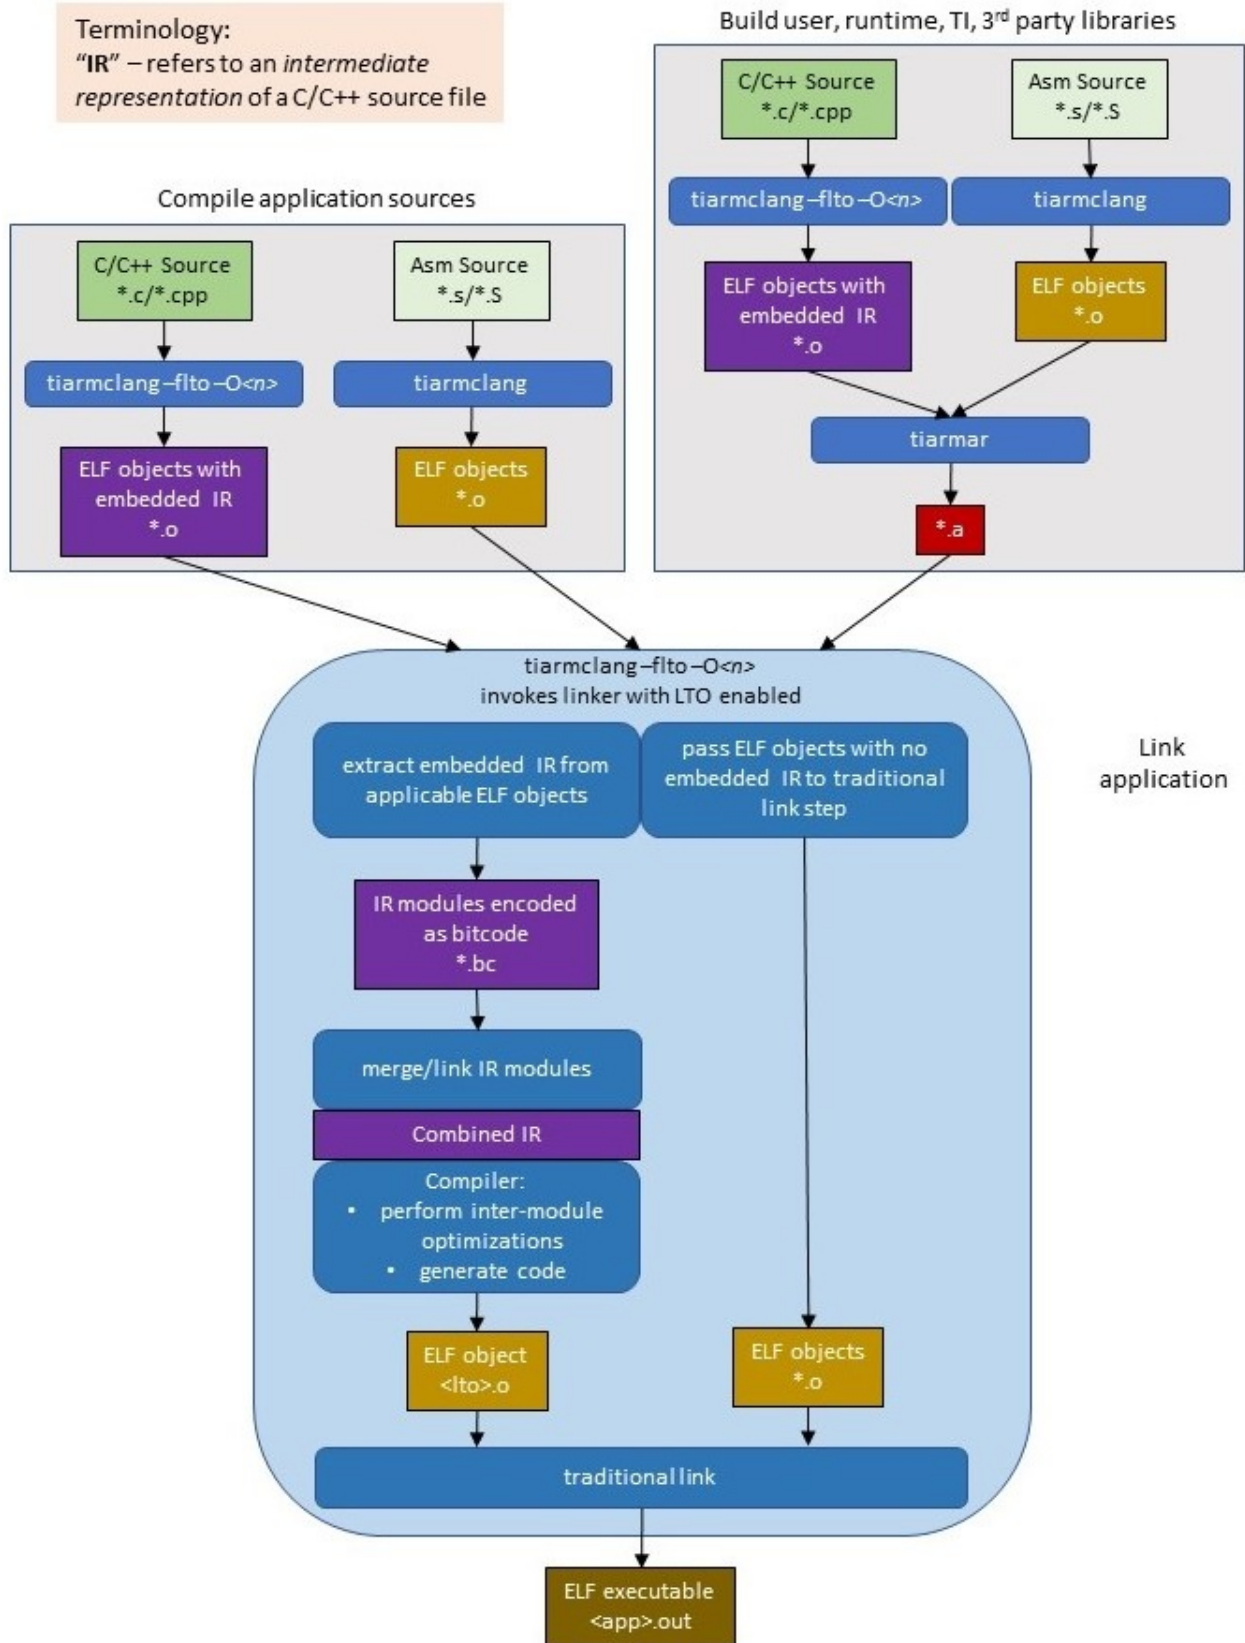 Terminology:
“IR” – refers to an intermediate
representation of a C/C++ source file
Build user, runtime, TI, 3rd party libraries
C/C++ Source
*.c/*.cpp
Asm Source
*.s/*.S
tiarmclang–flto–O<n>
tiarmclang
ELF objects with
embedded IR
*.o
ELF objects
*.o
tiarmar
*.a
Compile application sources
C/C++ Source
*.c/*.cpp
Asm Source
*.s/*.S
tiarmclang–flto–O<n>
tiarmclang
ELF objects with
embedded IR
*.o
ELF objects
*.o
tiarmclang–flto–O<n>
invokes linker with LTO enabled
Link
application
extract embedded IR from
applicable ELF objects
pass ELF objects with no
embedded IR to traditional
link step
IR modules encoded
as bitcode
*.bc
merge/link IR modules
Combined IR
Compiler:
• perform inter-module
optimizations
• generate code
ELF object
<lto>.o
ELF objects
*.o
traditional link
ELF executable
<app>.out